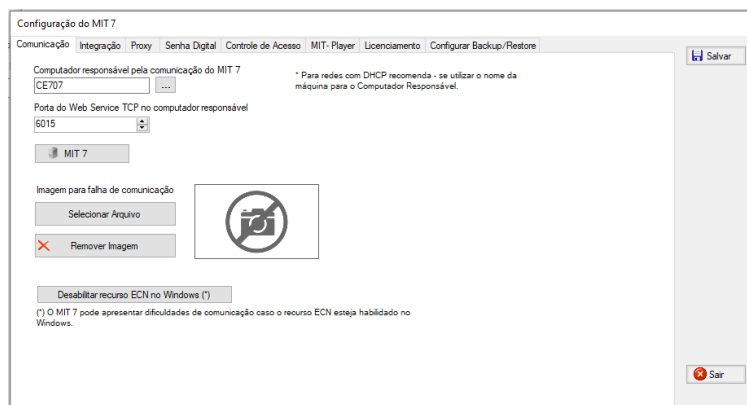 Configuração do MIT 7
Comunicação Integração Proxy Senha Digital Controle de Acesso MIT- Player Licenciamento Configurar Backup/Restore
Salvar
Computador responsável pela comunicação do MIT 7
* Para redes com DHCP recomenda - se utilizar o nome da
máquina para o Computador Responsável.
CE707 ...
Porta do Web Service TCP no computador responsável
6015
MIT 7
Imagem para falha de comunicação
Selecionar Arquivo
Remover Imagem
Desabilitar recurso ECN no Windows (*)
(*) O MIT 7 pode apresentar dificuldades de comunicação caso o recurso ECN esteja habilidado no
Windows.
Sair